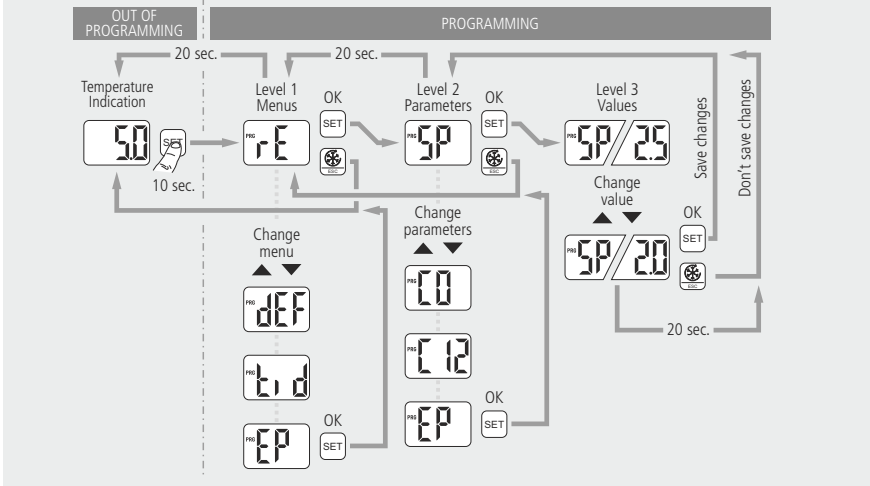 OUT OF
PROGRAMMING
PROGRAMMING
20 sec.
20 sec.
Temperature
Indication
Level 1
Menus
OK
Level 2
Parameters
OK
Level 3
Values
5.0
SET
10 sec.
PRG rE
SET
ESC
PRG SP
SET
ESC
PRG SP/2.5
Save changes
Don't save changes
Change
value
PRG SP/2.0
OK
SET
ESC
20 sec.
Change
menu
PRG dEF
PRG tid
PRG EP
OK
SET
Change
parameters
PRG C0
PRG C12
PRG EP
OK
SET